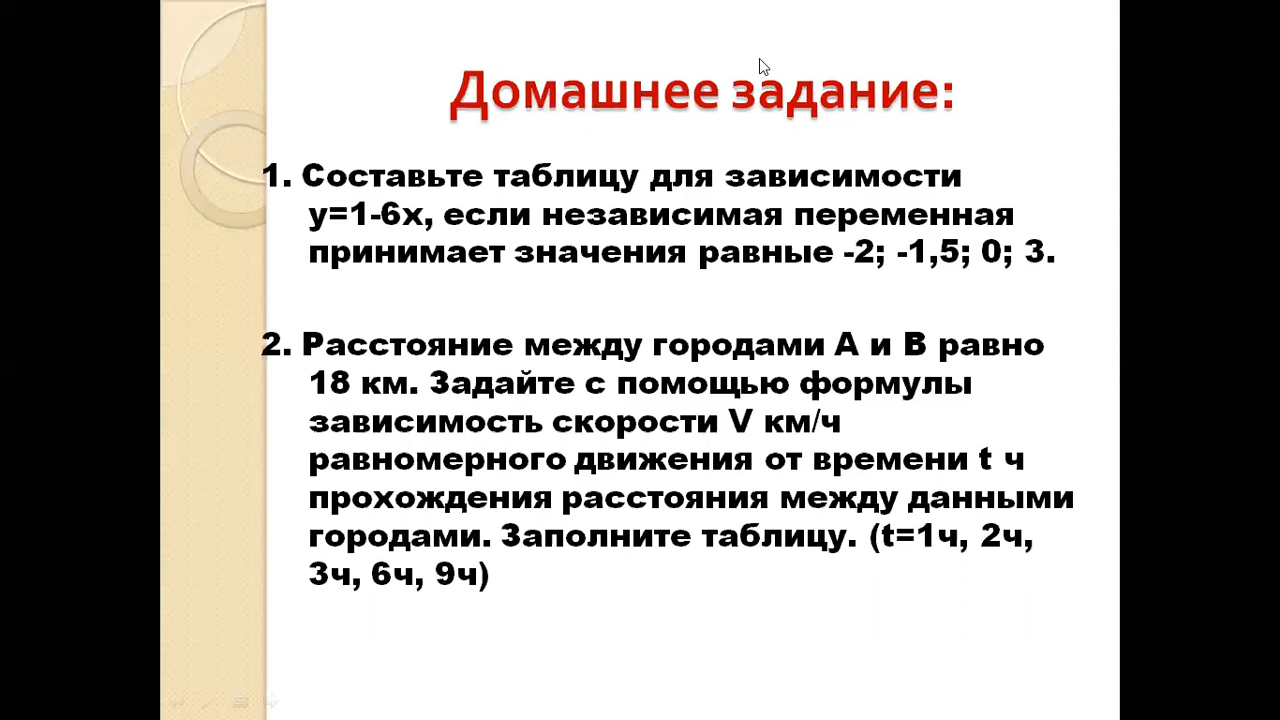 Домашнее задание:
1. Составьте таблицу для зависимости
у=1-6х, если независимая переменная
принимает значения равные -2; -1,5; 0; 3.
2. Расстояние между городами А и В равно
18 км. Задайте с помощью формулы
зависимость скорости V км/ч
равномерного движения от времени t ч
прохождения расстояния между данными
городами. Заполните таблицу. (t=1ч, 2ч,
3ч, 6ч, 9ч)